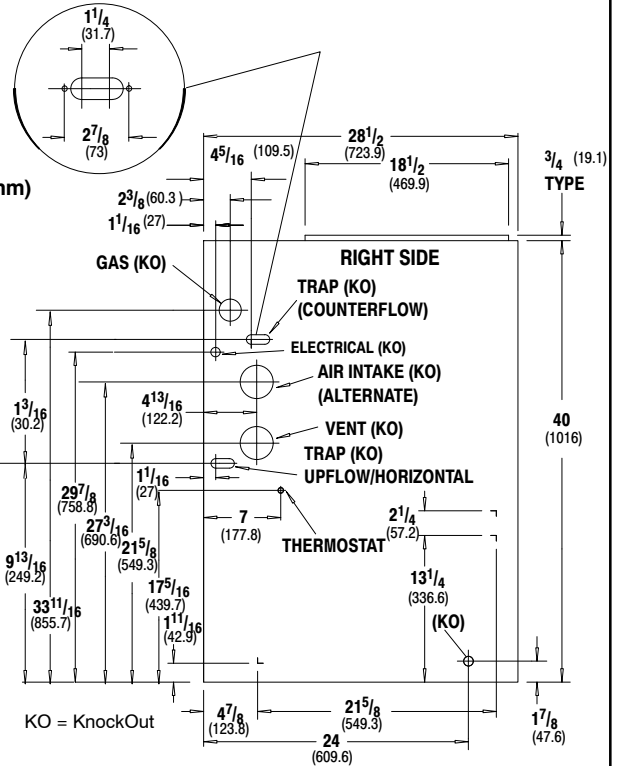 1 1/4
(31.7)
2 7/8
(73)
mm)
28 1/2
(723.9)
4 5/16 (109.5)
18 1/2
(469.9)
3/4 (19.1)
TYPE
2 3/8 (60.3 )
1 1/16 (27)
RIGHT SIDE
GAS (KO)
TRAP (KO)
(COUNTERFLOW)
ELECTRICAL (KO)
AIR INTAKE (KO)
(ALTERNATE)
1 3/16
(30.2)
4 13/16
(122.2)
40
(1016)
VENT (KO)
TRAP (KO)
UPFLOW/HORIZONTAL
1 1/16
(27)
29 7/8
(758.8)
7
(177.8)
THERMOSTAT
2 1/4
(57.2)
27 3/16
(690.6)
21 5/8
(549.3)
9 13/16
(249.2)
17 5/16
(439.7)
13 1/4
(336.6)
33 11/16
(855.7)
1 11/16
(42.9)
(KO)
KO = KnockOut
4 7/8
(123.8)
21 5/8
(549.3)
1 7/8
(47.6)
24
(609.6)